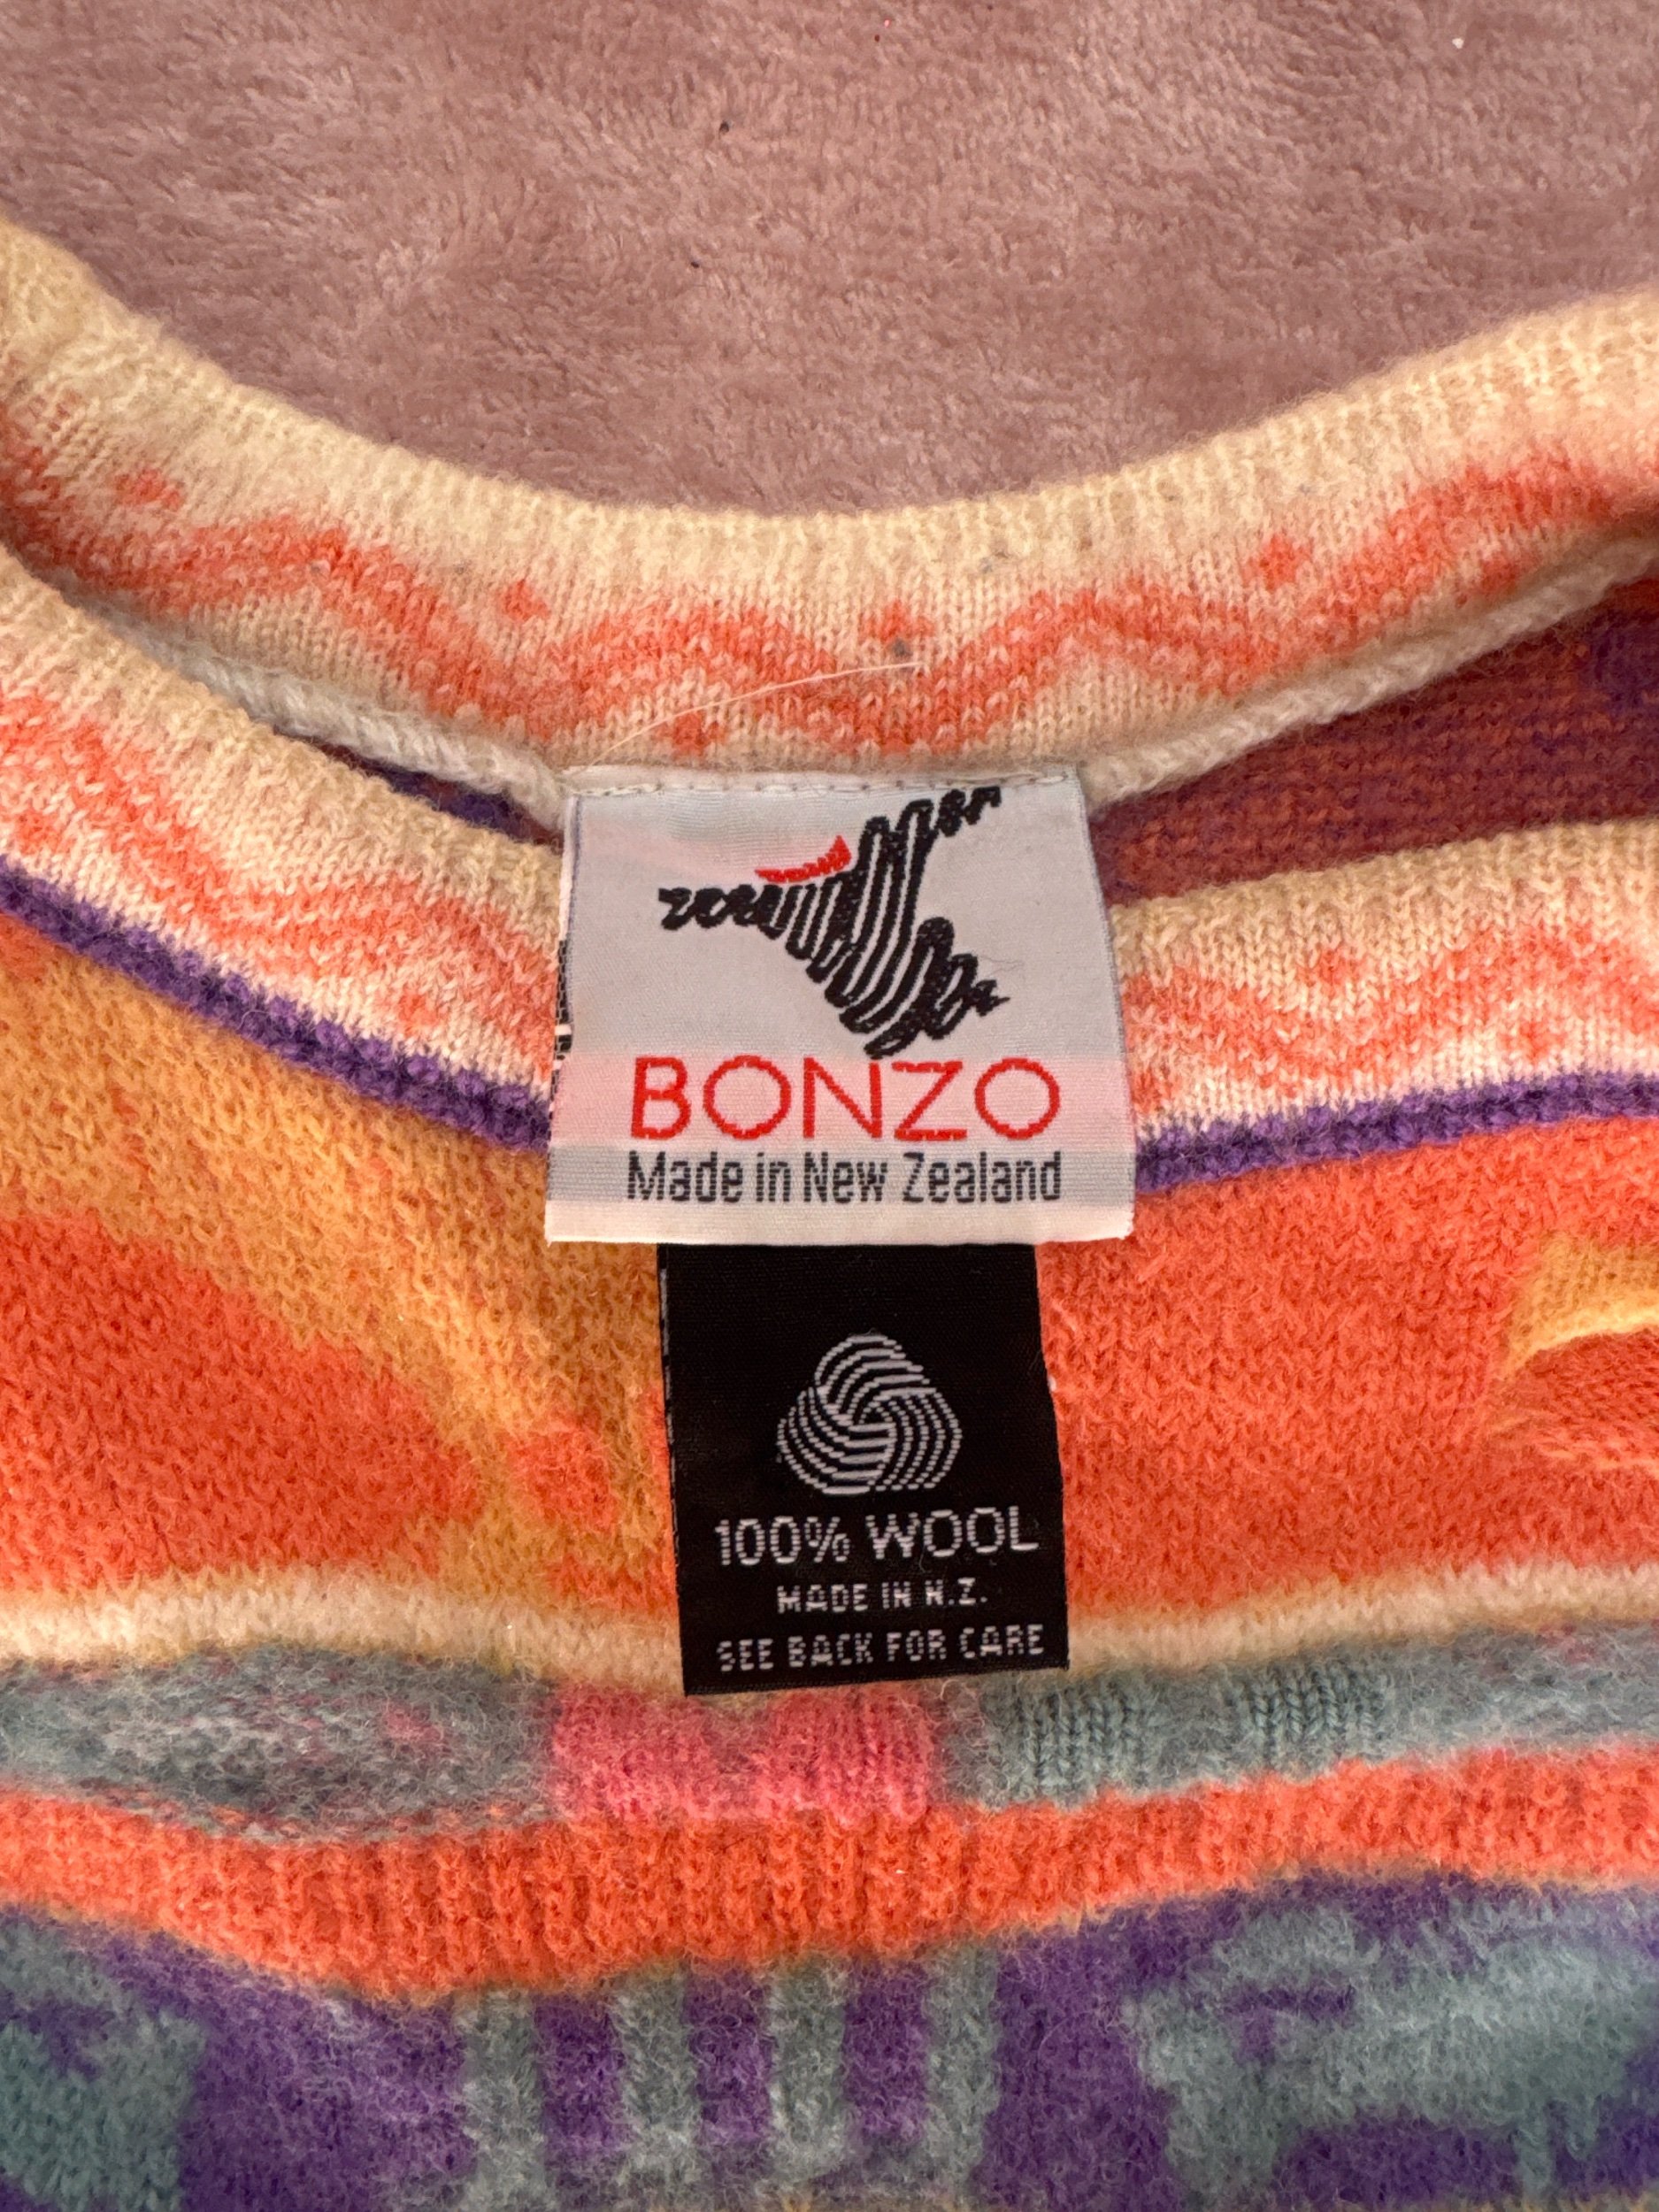 BONZO
Made in New Zealand
100% WOOL
MADE IN N.Z.
SEE BACK FOR CARE